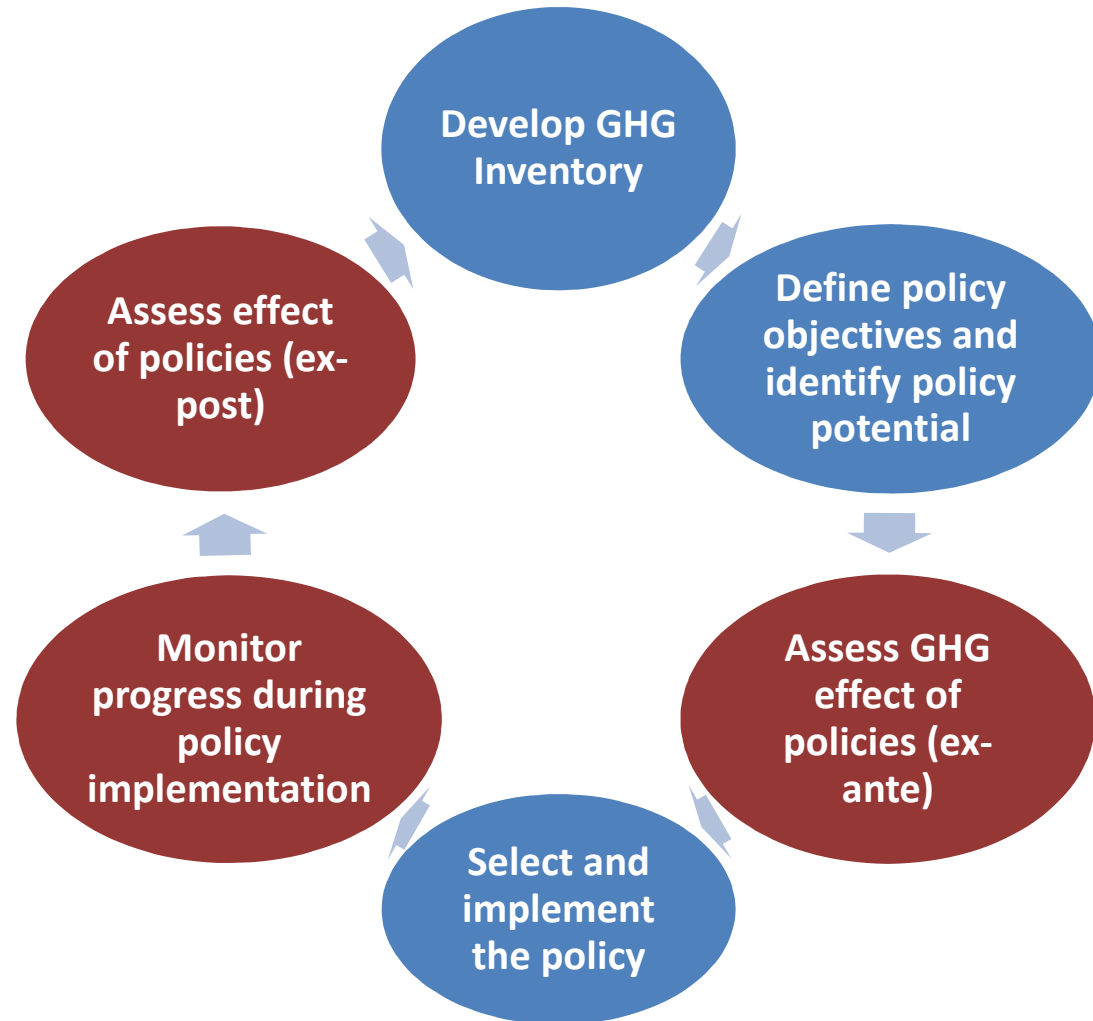 Develop GHG
Inventory
Define policy
objectives and
identify policy
potential
Assess GHG
effect of
policies (ex-
ante)
Select and
implement
the policy
Monitor
progress during
policy
implementation
Assess effect
of policies (ex-
post)